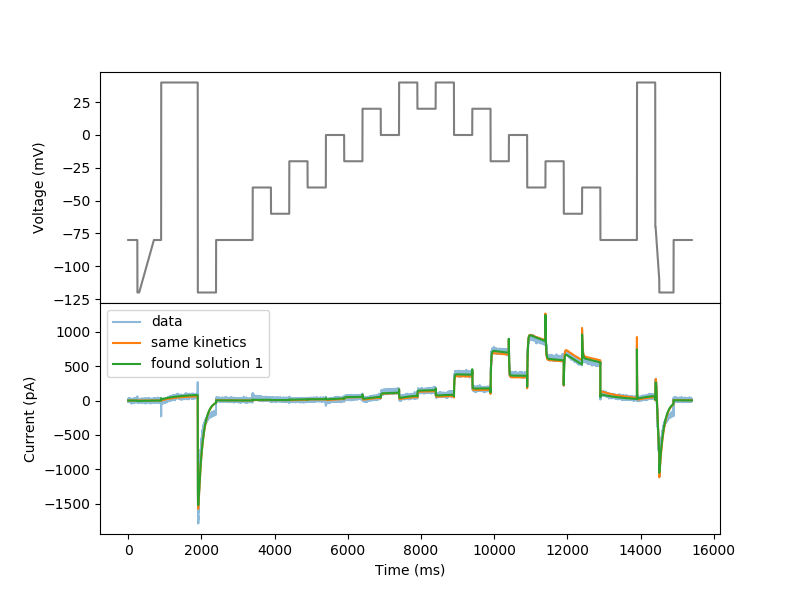 25
0
−25
−50
−75
−100
−125
Voltage (mV)
data
same kinetics
found solution 1
1000
500
0
−500
−1000
−1500
Current (pA)
0 2000 4000 6000 8000 10000 12000 14000 16000
Time (ms)